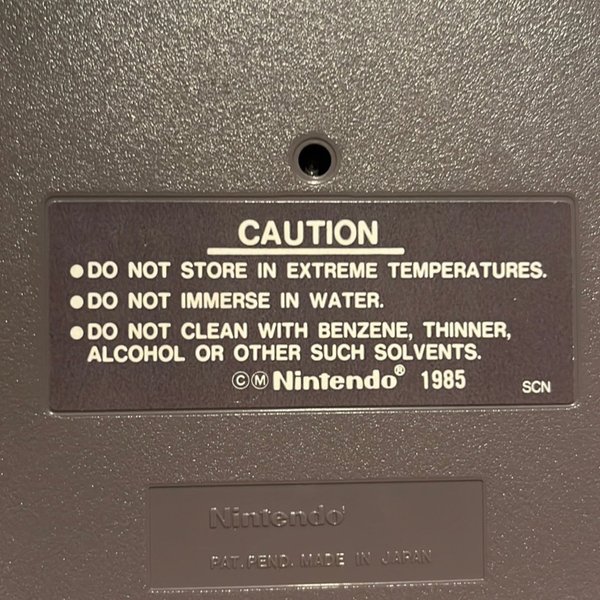 CAUTION
●DO NOT STORE IN EXTREME TEMPERATURES.
●DO NOT IMMERSE IN WATER.
●DO NOT CLEAN WITH BENZENE, THINNER,
ALCOHOL OR OTHER SUCH SOLVENTS.
ⒸⓂ Nintendo® 1985 SCN
Nintendo®
PAT. PEND. MADE IN JAPAN